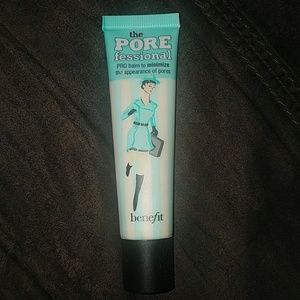 the
PORE
fessional
PRO balm to minimize
the appearance of pores
benefit